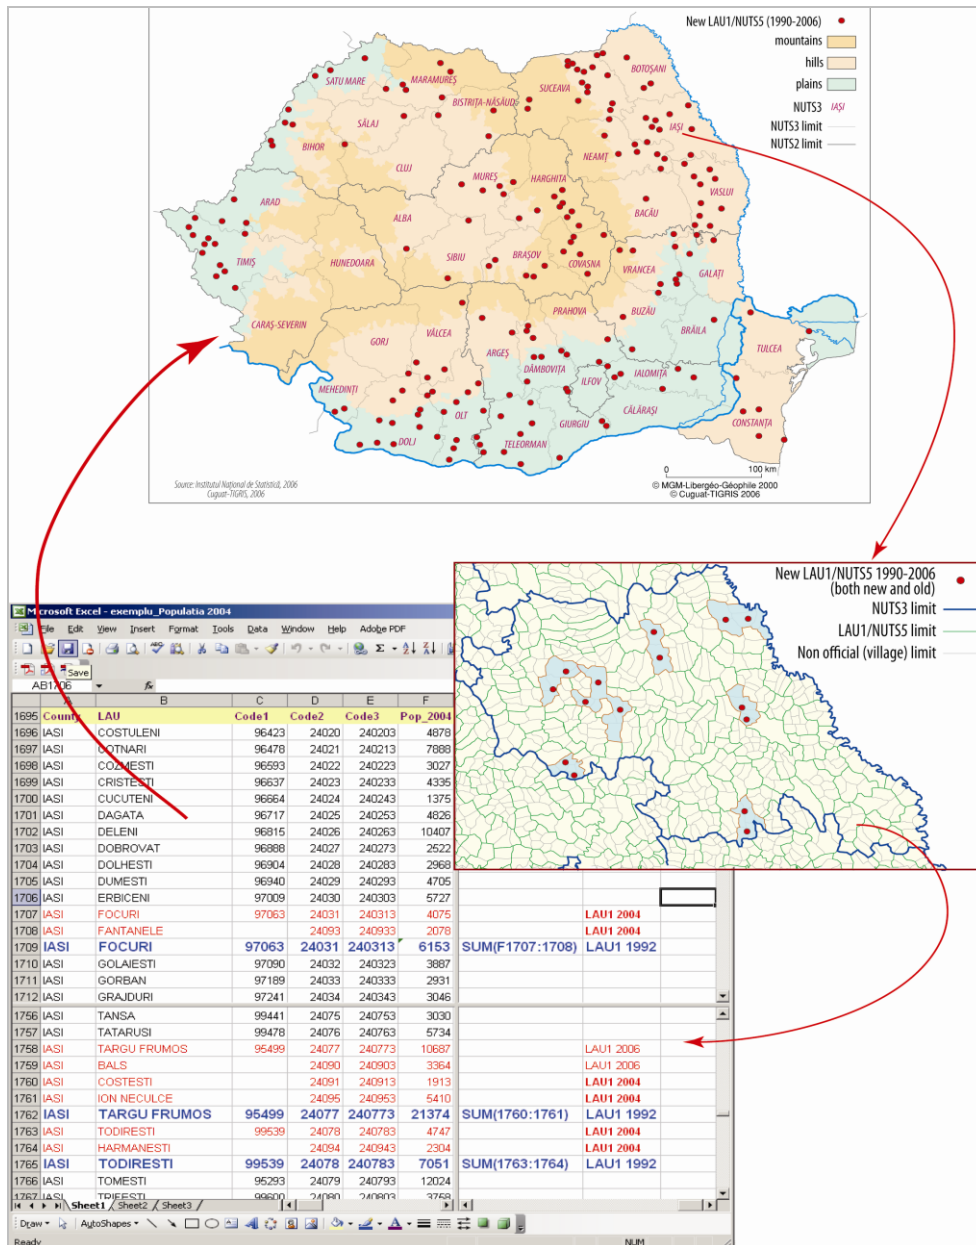 New LAU1/NUTS5 (1990-2006)
mountains
hills
plains
NUTS3 IAȘI
NUTS3 limit
NUTS2 limit
SATU MARE
MARAMUREȘ
SUCEAVA
BOTOȘANI
BISTRIȚA-NĂSĂUD
SĂLAJ
IAȘI
BIHOR
CLUJ
NEAMȚ
MUREȘ
HARGHITA
VASLUI
ARAD
ALBA
BACĂU
TIMIȘ
HUNEDOARA
SIBIU
BRAȘOV
COVASNA
VRANCEA
GALAȚI
CARAȘ-SEVERIN
GORJ
VÂLCEA
PRAHOVA
BUZĂU
BRĂILA
TULCEA
ARGEȘ
DÂMBOVIȚA
IALOMIȚA
ILFOV
MEHEDINȚI
OLT
CĂLĂRAȘI
GIURGIU
CONSTANȚA
DOLJ
TELEORMAN
0 100 km
Source: Institutul Național de Statistică, 2006
Cuguat-TIGRIS, 2006
© MGM-Libergéo-Géophile 2000
© Cuguat-TIGRIS 2006
New LAU1/NUTS5 1990-2006
(both new and old)
NUTS3 limit
LAU1/NUTS5 limit
Non official (village) limit
Microsoft Excel - exemplu_Populatia 2004
File Edit View Insert Format Tools Data Window Help Adobe PDF
Save
AB1706 fx
A B C D E F
1695 County LAU Code1 Code2 Code3 Pop_2004
1696 IASI COSTULENI 96423 24020 240203 4878
1697 IASI COTNARI 96478 24021 240213 7888
1698 IASI COZMESTI 96593 24022 240223 3027
1699 IASI CRISTESTI 96637 24023 240233 4335
1700 IASI CUCUTENI 96664 24024 240243 1375
1701 IASI DAGATA 96717 24025 240253 4826
1702 IASI DELENI 96815 24026 240263 10407
1703 IASI DOBROVAT 96888 24027 240273 2522
1704 IASI DOLHESTI 96904 24028 240283 2968
1705 IASI DUMESTI 96940 24029 240293 4705
1706 IASI ERBICENI 97009 24030 240303 5727
1707 IASI FOCURI 97063 24031 240313 4075 LAU1 2004
1708 IASI FANTANELE 24093 240933 2078 LAU1 2004
1709 IASI FOCURI 97063 24031 240313 6153 SUM(F1707:1708) LAU1 1992
1710 IASI GOLAIESTI 97090 24032 240323 3887
1711 IASI GORBAN 97189 24033 240333 2931
1712 IASI GRAJDURI 97241 24034 240343 3046
1756 IASI TANSA 99441 24075 240753 3030
1757 IASI TATARUSI 99478 24076 240763 5734
1758 IASI TARGU FRUMOS 95499 24077 240773 10687 LAU1 2006
1759 IASI BALS 24090 240903 3364 LAU1 2006
1760 IASI COSTESTI 24091 240913 1913 LAU1 2004
1761 IASI ION NECULCE 24095 240953 5410 LAU1 2004
1762 IASI TARGU FRUMOS 95499 24077 240773 21374 SUM(1760:1761) LAU1 1992
1763 IASI TODIRESTI 99539 24078 240783 4747 LAU1 2004
1764 IASI HARMANESTI 24094 240943 2304 LAU1 2004
1765 IASI TODIRESTI 99539 24078 240783 7051 SUM(1763:1764) LAU1 1992
1766 IASI TOMESTI 95293 24079 240793 12024
1767 IASI TRIFESTI 99600 24080 240803 3758
Sheet1 Sheet2 Sheet3
Draw AutoShapes
Ready NUM